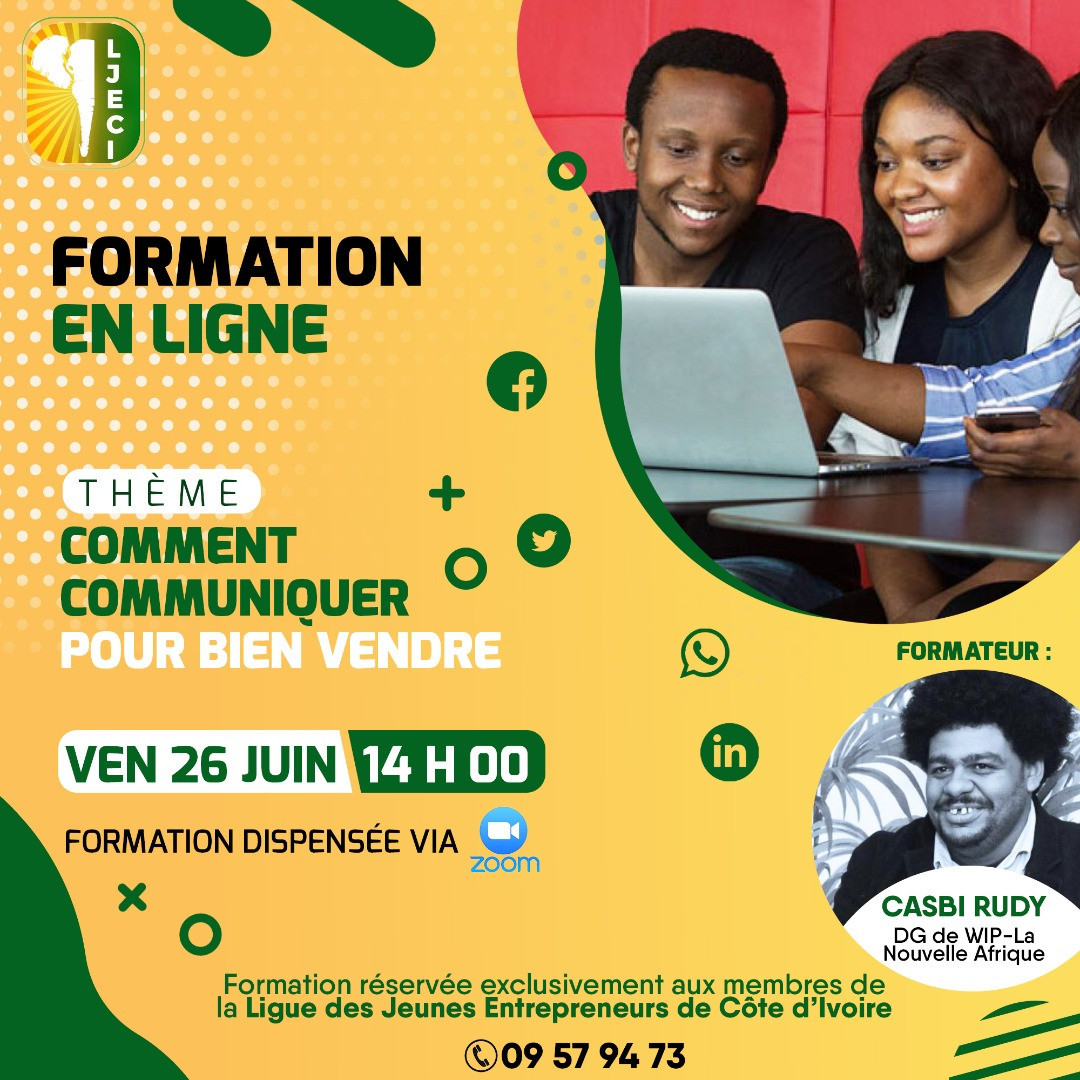 LJECI
FORMATION
EN LIGNE
THÈME
COMMENT
COMMUNIQUER
POUR BIEN VENDRE
VEN 26 JUIN 14 H 00
FORMATION DISPENSÉE VIA zoom
FORMATEUR :
CASBI RUDY
DG de WIP-La
Nouvelle Afrique
Formation réservée exclusivement aux membres de
la Ligue des Jeunes Entrepreneurs de Côte d'Ivoire
09 57 94 73